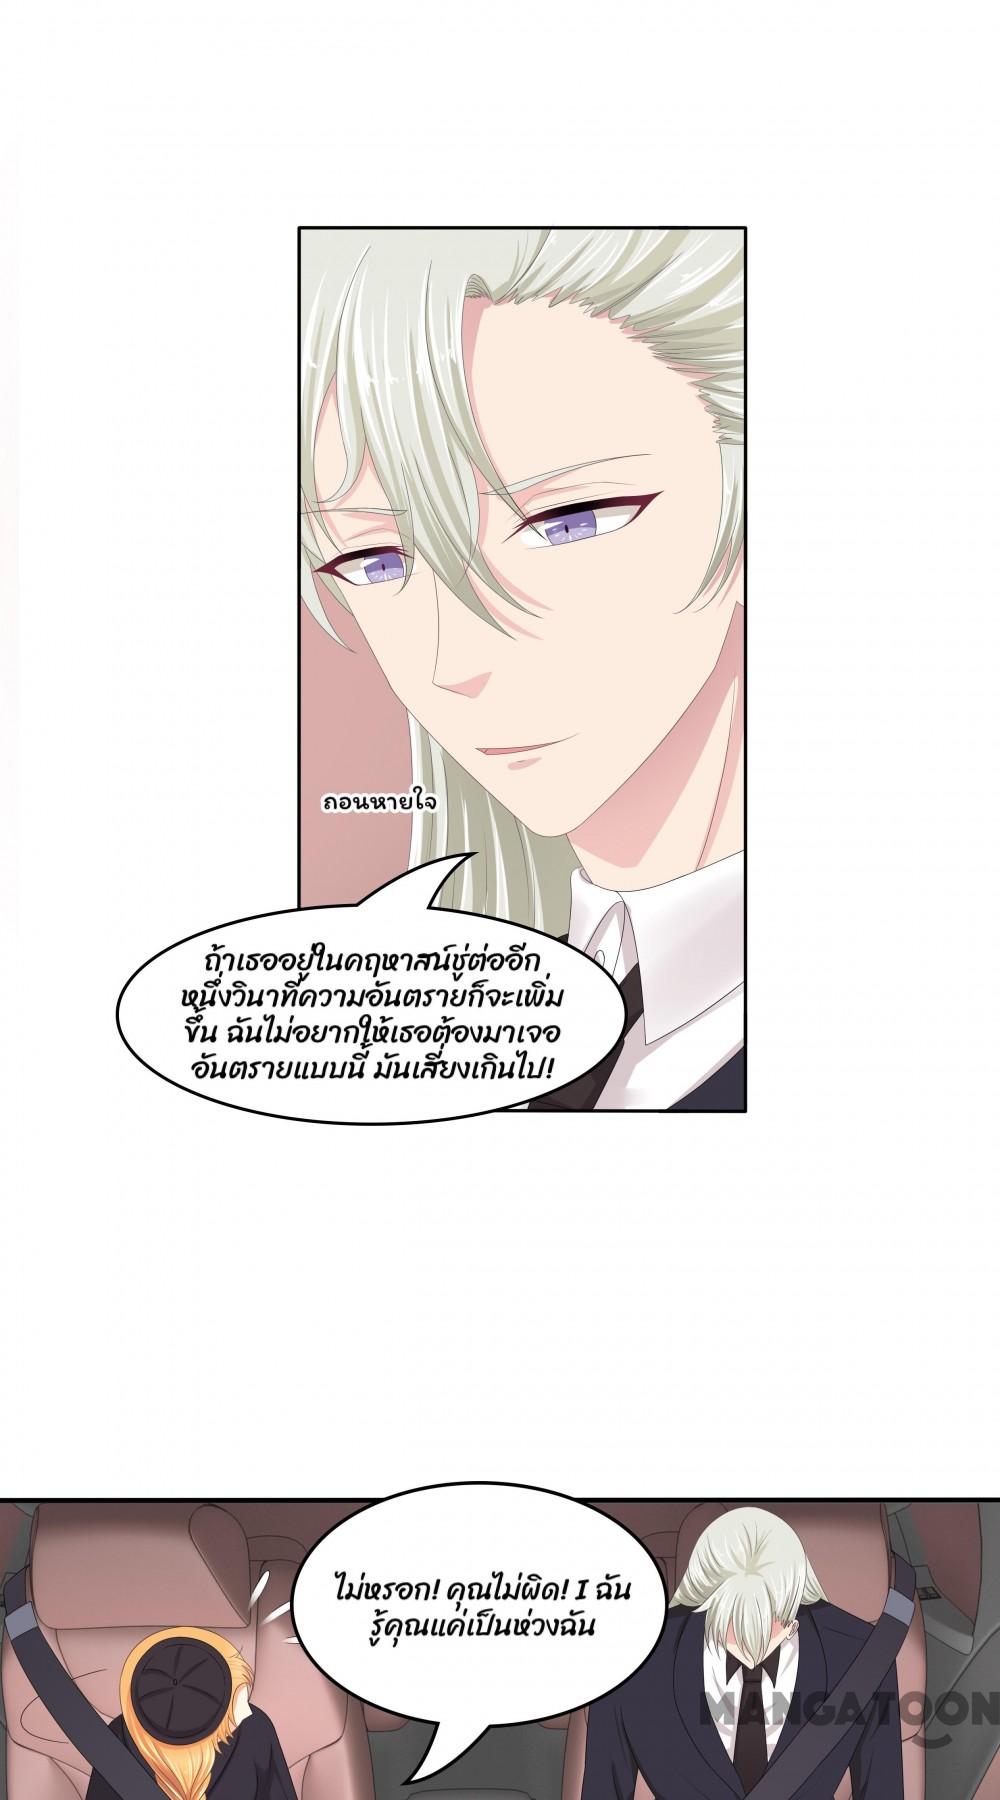 ถอนหายใจ
ถ้าเธออยู่ในคฤหาสน์ชู่ต่ออีก
หนึ่งวินาทีความอันตรายก็จะเพิ่ม
ขึ้น ฉันไม่อยากให้เธอต้องมาเจอ
อันตรายแบบนี้ มันเสี่ยงเกินไป!
ไม่หรอก! คุณไม่ผิด! I ฉัน
รู้คุณแค่เป็นห่วงฉัน
MANGATOON